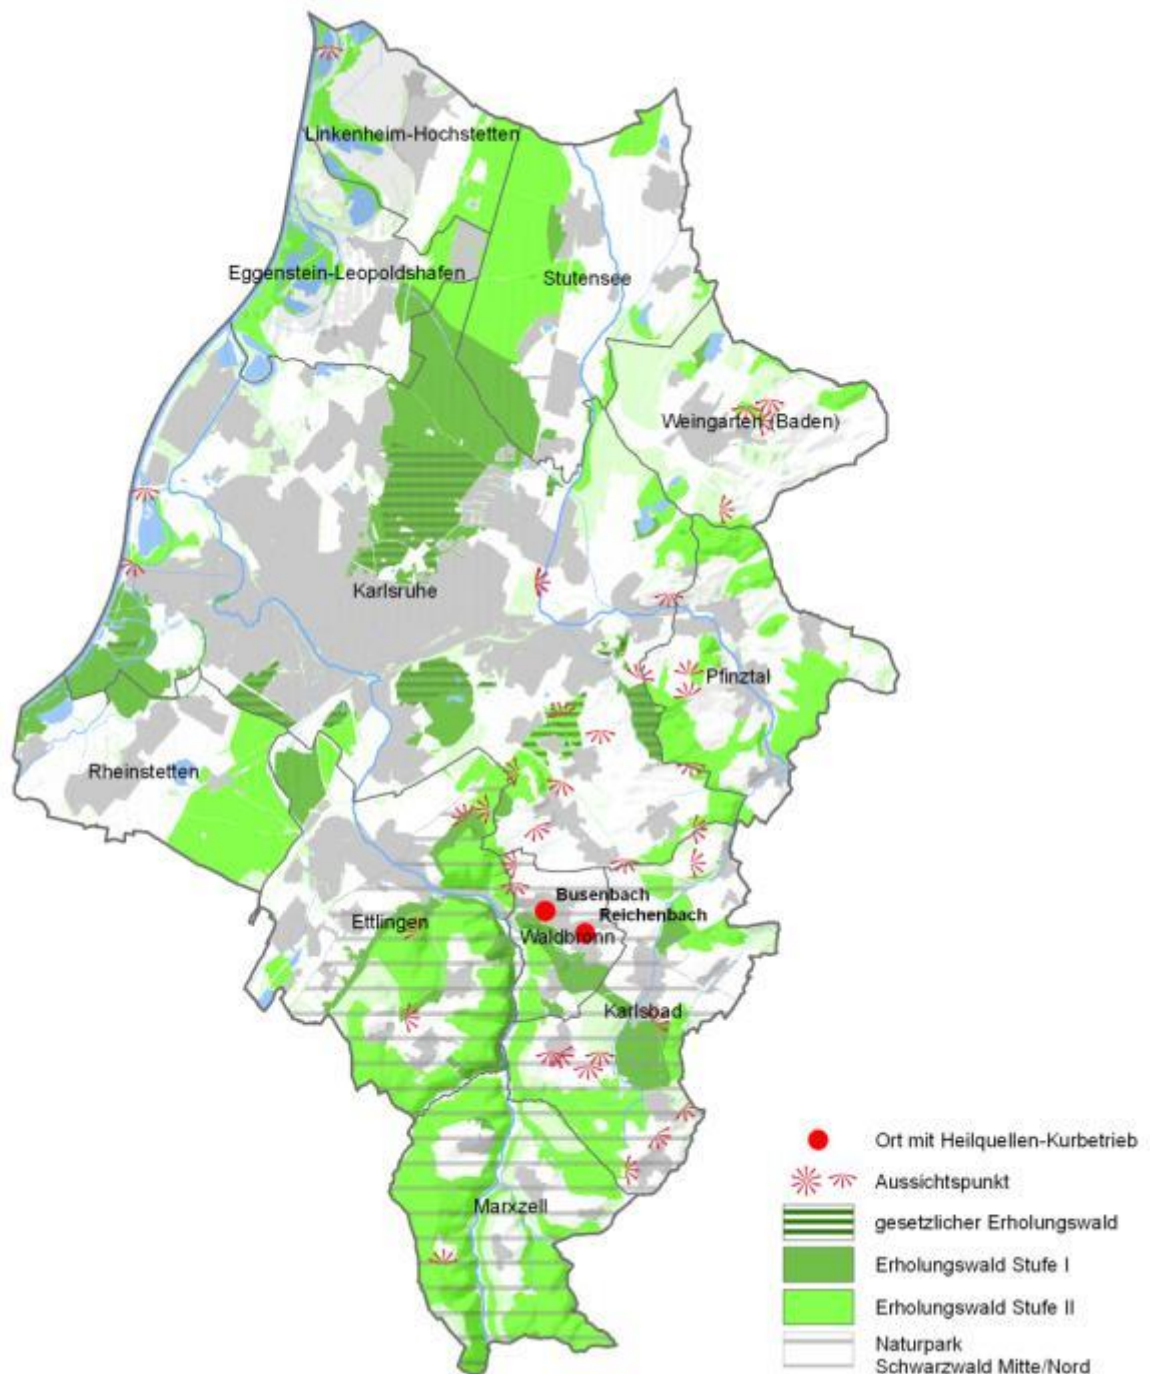 Linkenheim-Hochstetten
Eggenstein-Leopoldshafen
Stutensee
Weingarten (Baden)
Karlsruhe
Pfinztal
Rheinstetten
Busenbach
Reichenbach
Ettlingen
Waldbronn
Karlsbad
Marxzell
Ort mit Heilquellen-Kurbetrieb
Aussichtspunkt
gesetzlicher Erholungswald
Erholungswald Stufe I
Erholungswald Stufe II
Naturpark
Schwarzwald Mitte/Nord